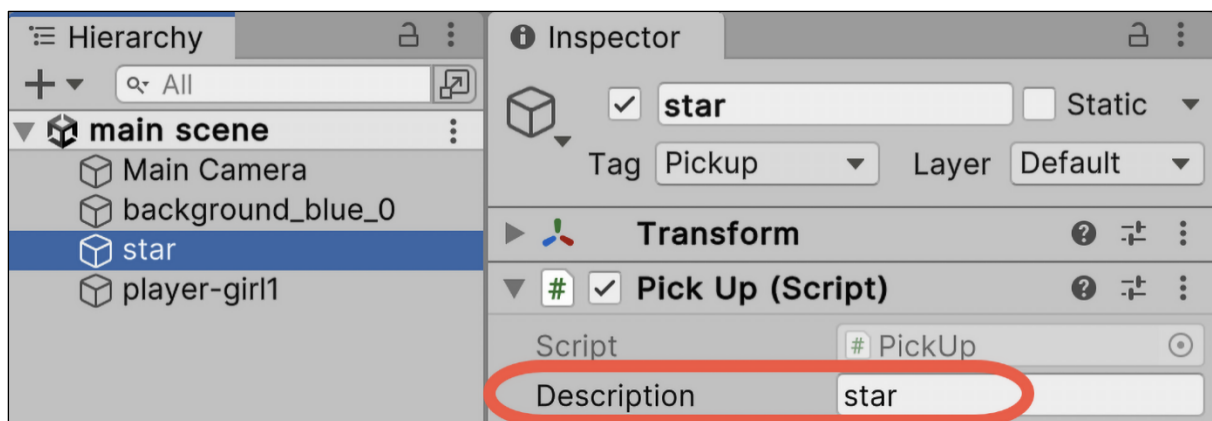 Hierarchy
All
main scene
Main Camera
background_blue_0
star
player-girl1
Inspector
star Static
Tag Pickup Layer Default
Transform
# Pick Up (Script)
Script # PickUp
Description star